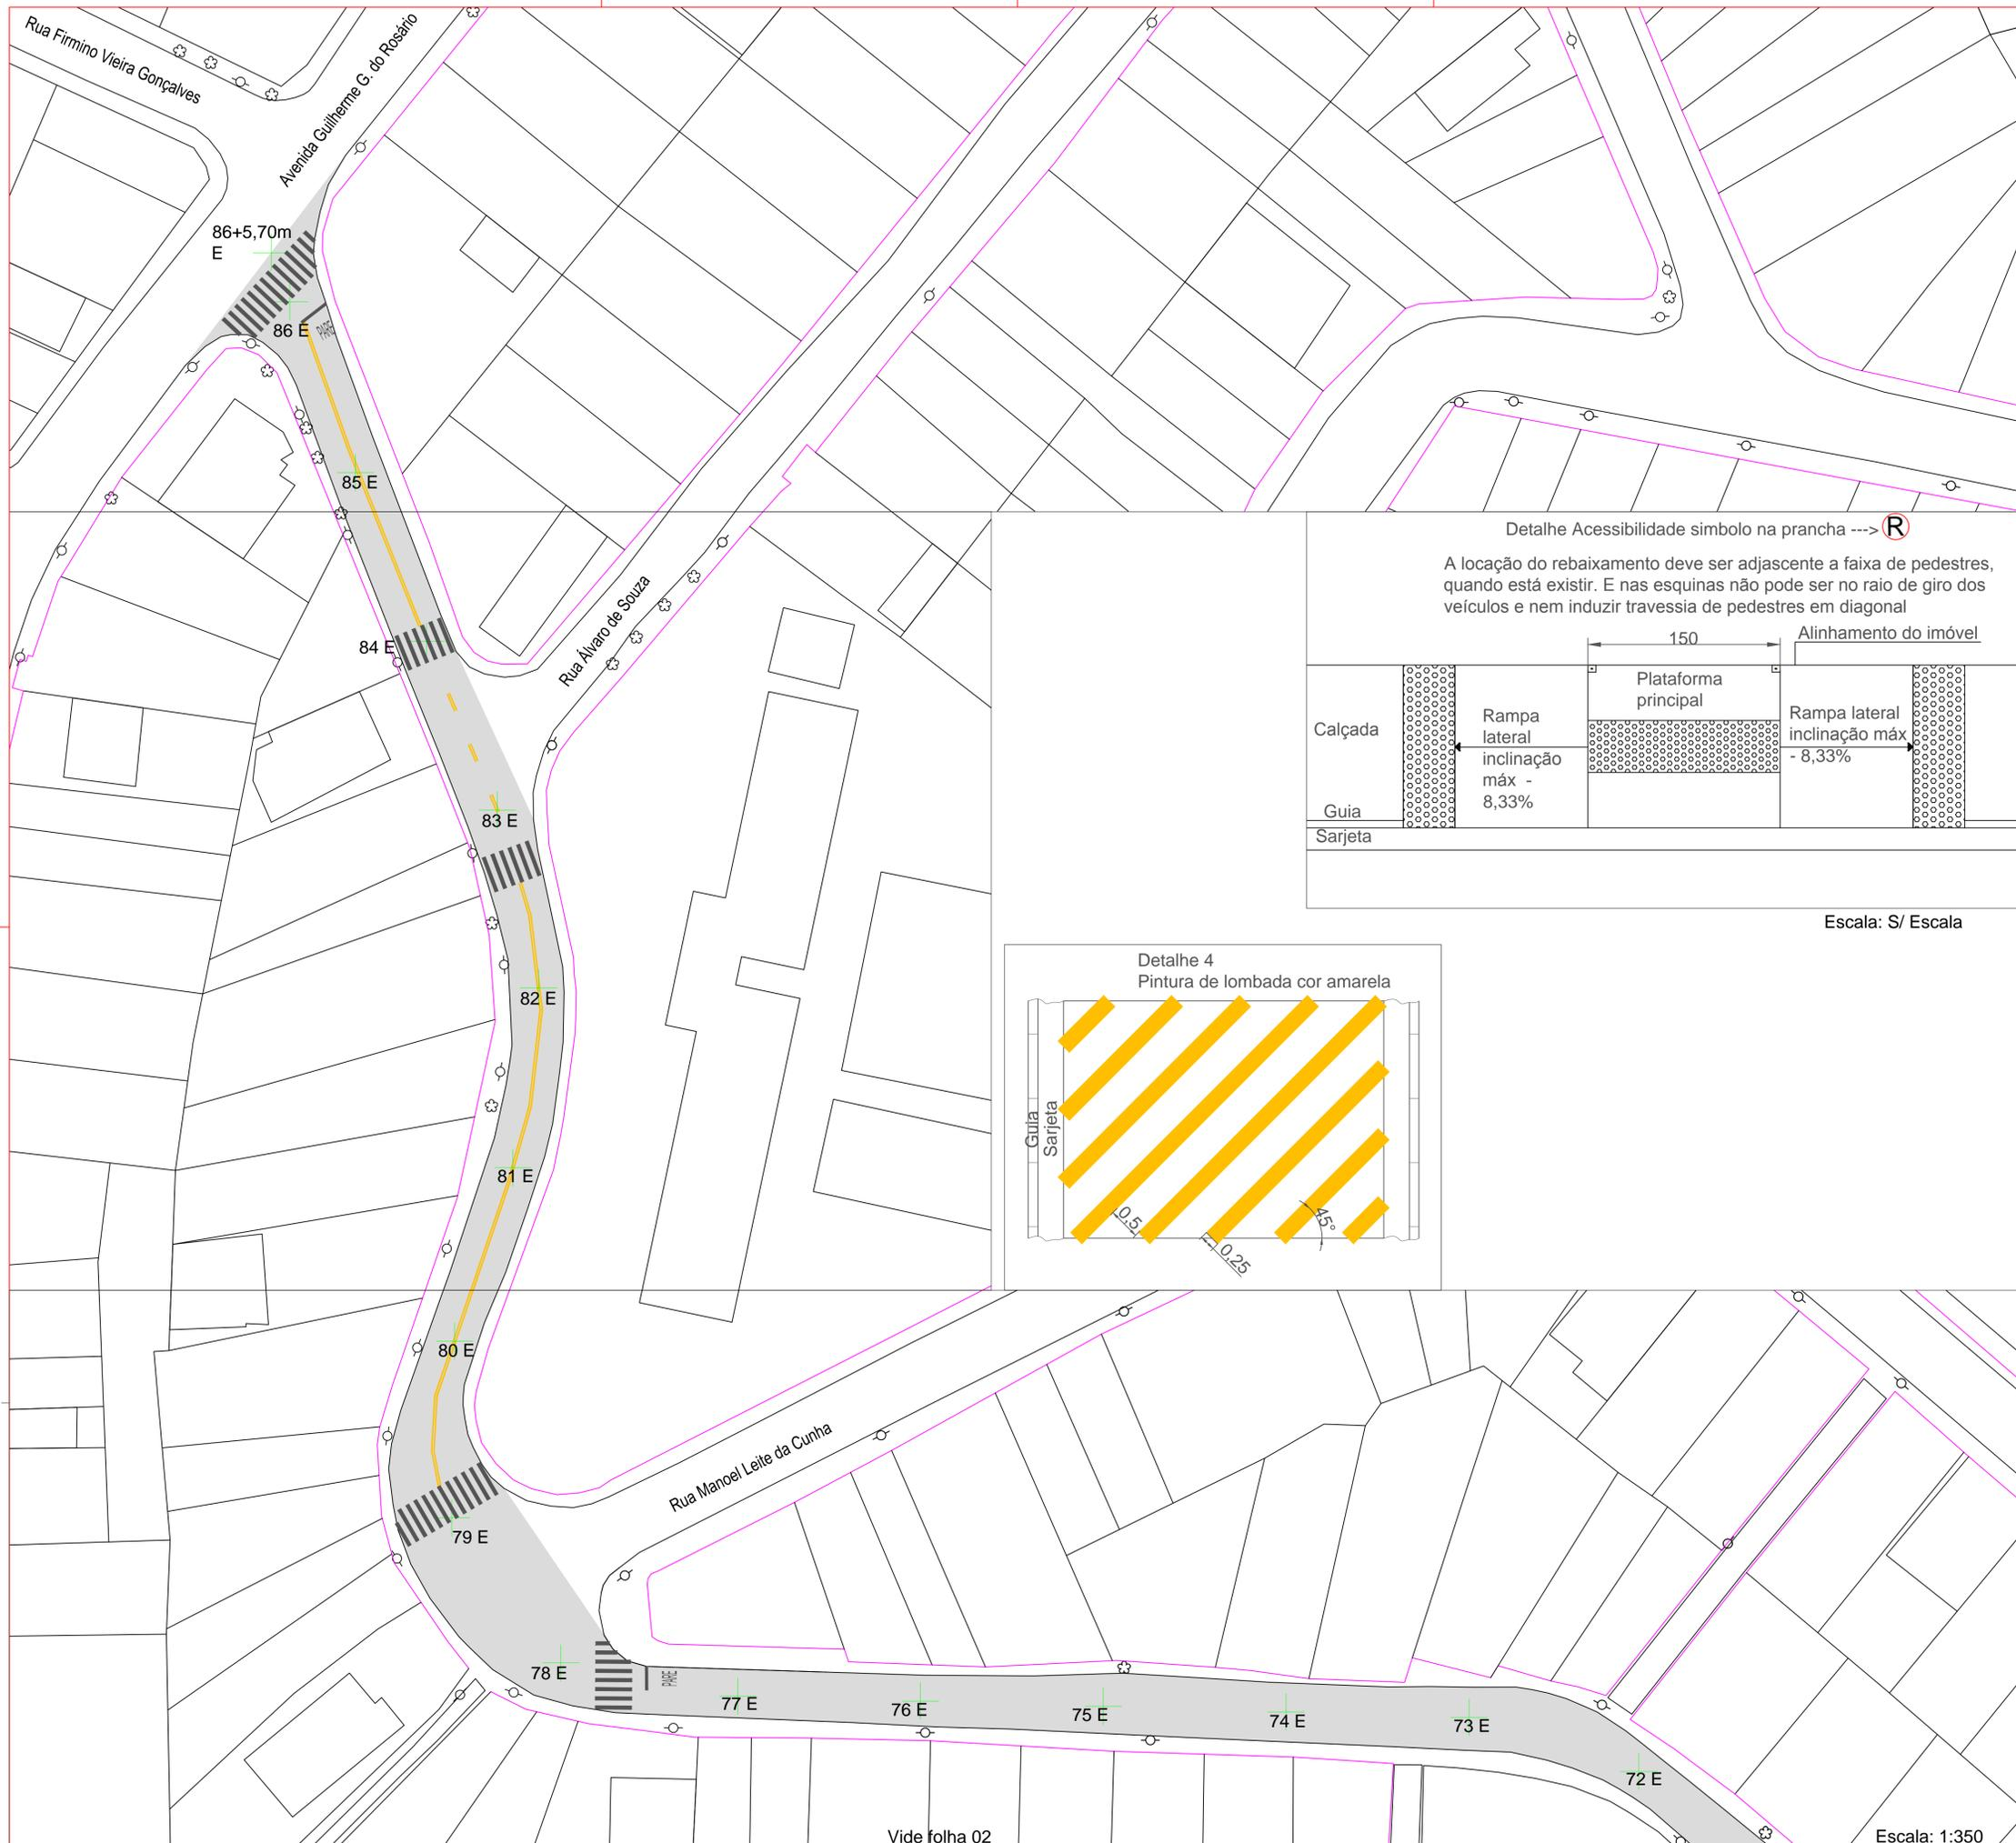 Rua Firmino Vieira Gonçalves
Avenida Guilherme G. do Rosário
86+5,70m
E
86 E
PARE
85 E
Detalhe Acessibilidade simbolo na prancha ---> R
A locação do rebaixamento deve ser adjascente a faixa de pedestres,
quando está existir. E nas esquinas não pode ser no raio de giro dos
veículos e nem induzir travessia de pedestres em diagonal
150
Alinhamento do imóvel
Plataforma
principal
Calçada
Rampa
lateral
inclinação
máx -
8,33%
Rampa lateral
inclinação máx
- 8,33%
Guia
Sarjeta
Escala: S/ Escala
Rua Álvaro de Souza
84 E
83 E
82 E
Detalhe 4
Pintura de lombada cor amarela
Guia
Sarjeta
0,5
0,25
45°
81 E
80 E
Rua Manoel Leite da Cunha
79 E
78 E
PARE
77 E
76 E
75 E
74 E
73 E
72 E
Vide folha 02
Escala: 1:350